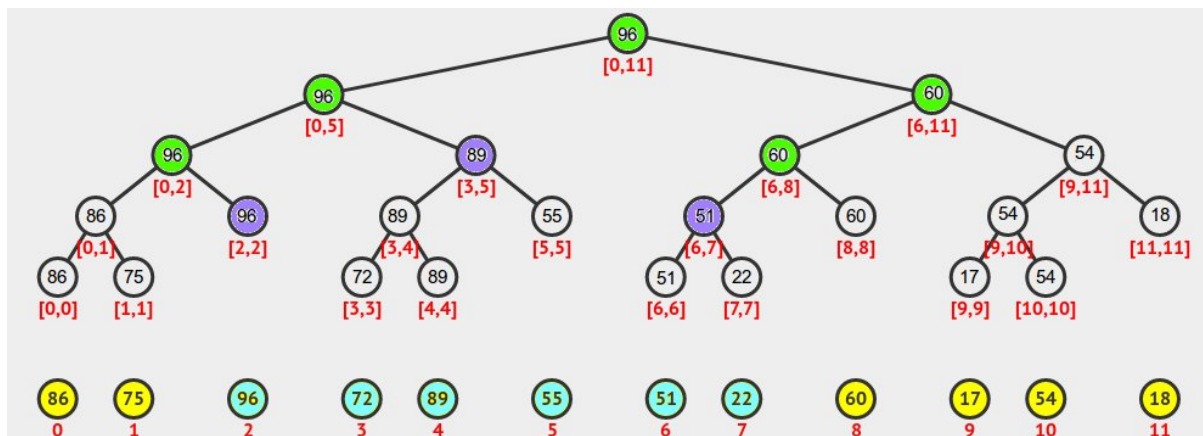 96
[0,11]
96 60
[0,5] [6,11]
96 89 60 54
[0,2] [3,5] [6,8] [9,11]
86 96 89 55 51 60 54 18
[0,1] [2,2] [3,4] [5,5] [6,7] [8,8] [9,10] [11,11]
86 75 72 89 51 22 17 54
[0,0] [1,1] [3,3] [4,4] [6,6] [7,7] [9,9] [10,10]
86 75 96 72 89 55 51 22 60 17 54 18
0 1 2 3 4 5 6 7 8 9 10 11